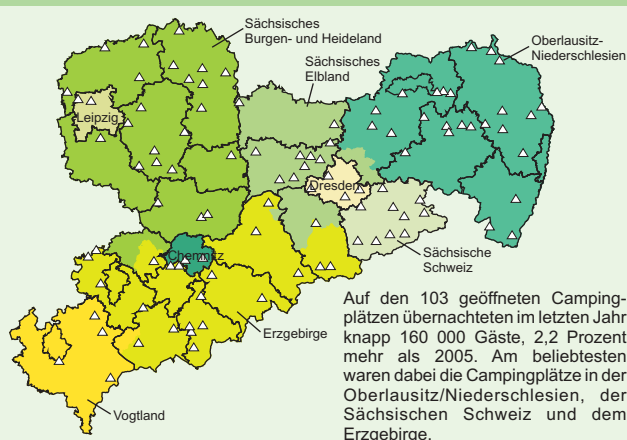 Sächsisches
Burgen- und Heideland
Sächsisches
Elbland
Oberlausitz-
Niederschlesien
Leipzig
Dresden
Chemnitz
Sächsische
Schweiz
Erzgebirge
Vogtland
Auf den 103 geöffneten Camping-
plätzen übernachteten im letzten Jahr
knapp 160 000 Gäste, 2,2 Prozent
mehr als 2005. Am beliebtesten
waren dabei die Campingplätze in der
Oberlausitz/Niederschlesien, der
Sächsischen Schweiz und dem
Erzgebirge.